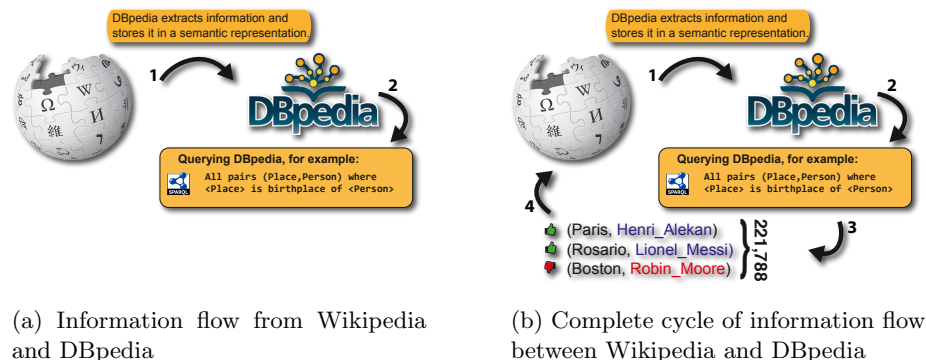 DBpedia extracts information and
stores it in a semantic representation.
1
2
Ω
W
維
И
DBpedia
Querying DBpedia, for example:
SPARQL
All pairs (Place,Person) where
<Place> is birthplace of <Person>
(a) Information flow from Wikipedia
and DBpedia
DBpedia extracts information and
stores it in a semantic representation.
1
2
Ω
W
維
И
DBpedia
Querying DBpedia, for example:
SPARQL
All pairs (Place,Person) where
<Place> is birthplace of <Person>
3
4
(Paris, Henri_Alekan)
(Rosario, Lionel_Messi)
(Boston, Robin_Moore)
221,788
(b) Complete cycle of information flow
between Wikipedia and DBpedia